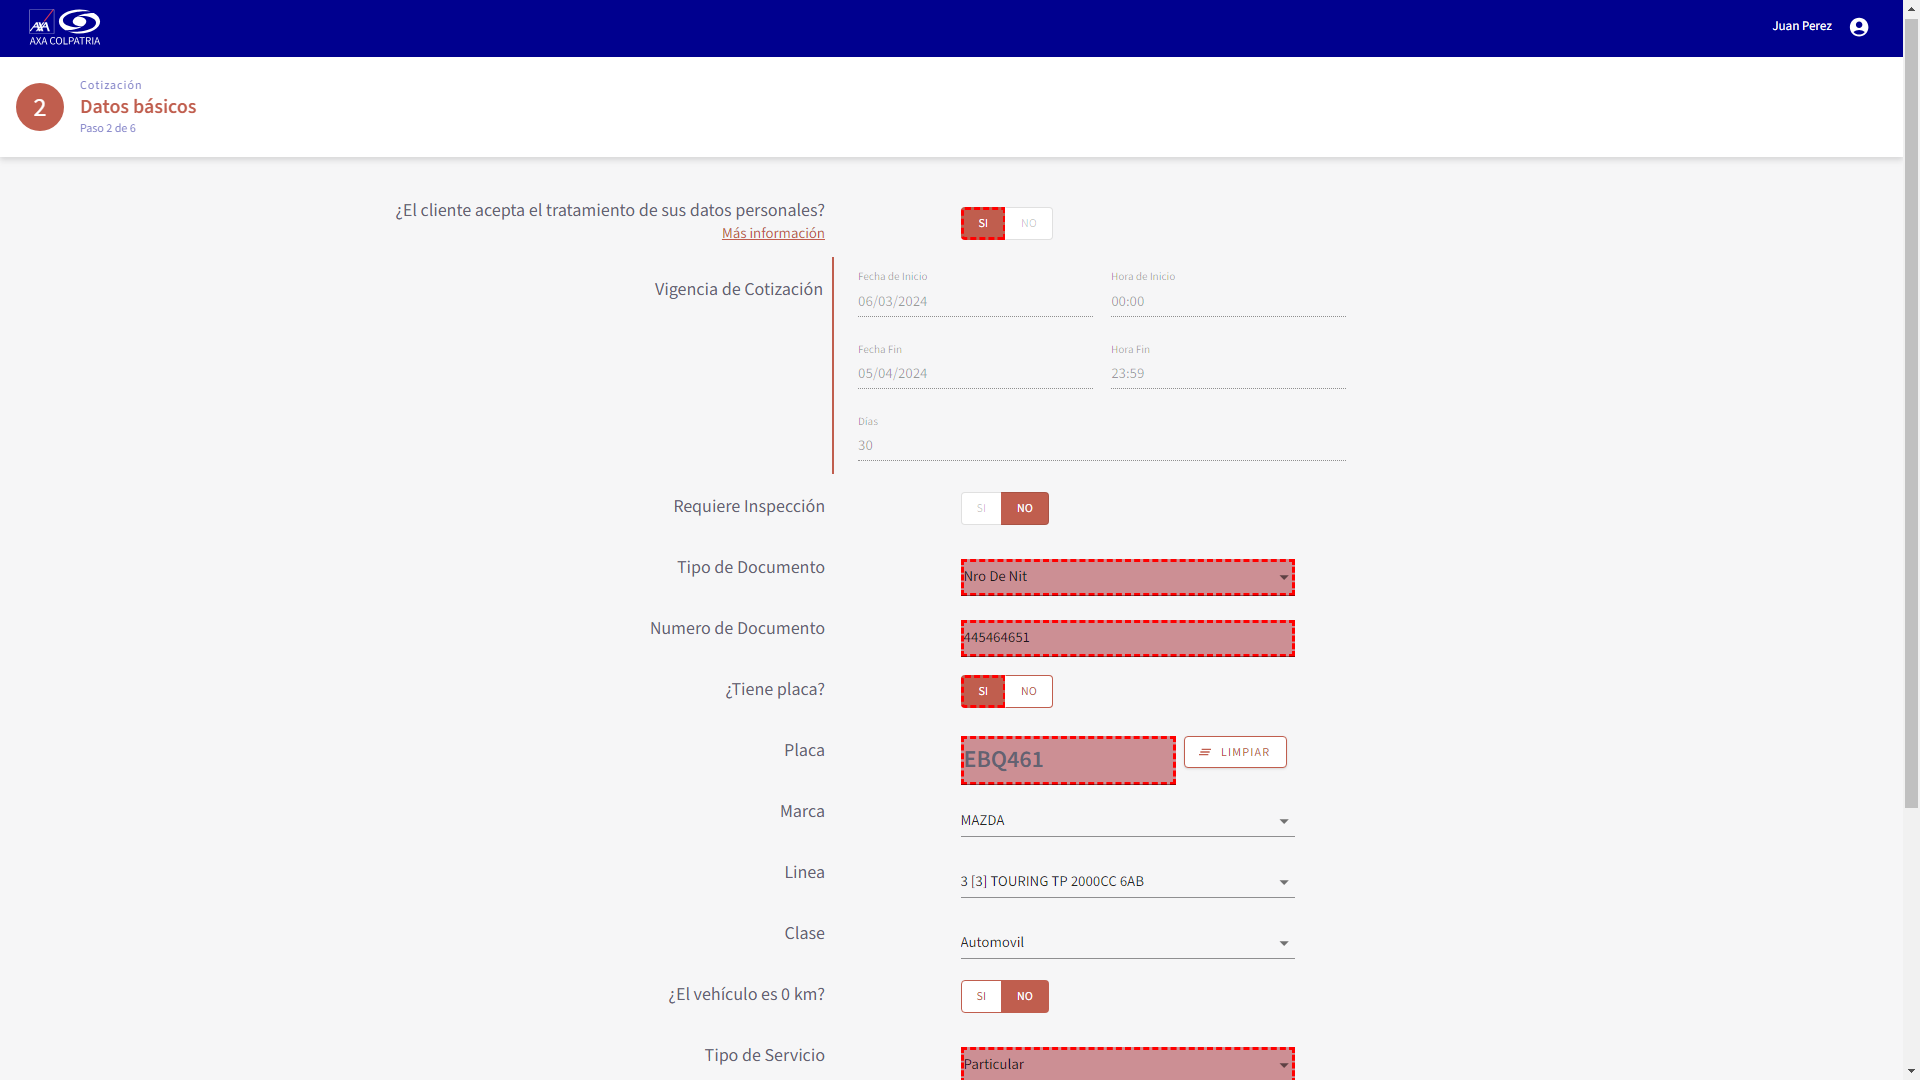 AXA
AXA COLPATRIA
Juan Perez
2
Cotización
Datos básicos
Paso 2 de 6
¿El cliente acepta el tratamiento de sus datos personales?
Más información
SI
NO
Vigencia de Cotización
Fecha de Inicio
06/03/2024
Hora de Inicio
00:00
Fecha Fin
05/04/2024
Hora Fin
23:59
Días
30
Requiere Inspección
SI
NO
Tipo de Documento
Nro De Nit
Numero de Documento
445464651
¿Tiene placa?
SI
NO
Placa
EBQ461
LIMPIAR
Marca
MAZDA
Linea
3 [3] TOURING TP 2000CC 6AB
Clase
Automovil
¿El vehículo es 0 km?
SI
NO
Tipo de Servicio
Particular